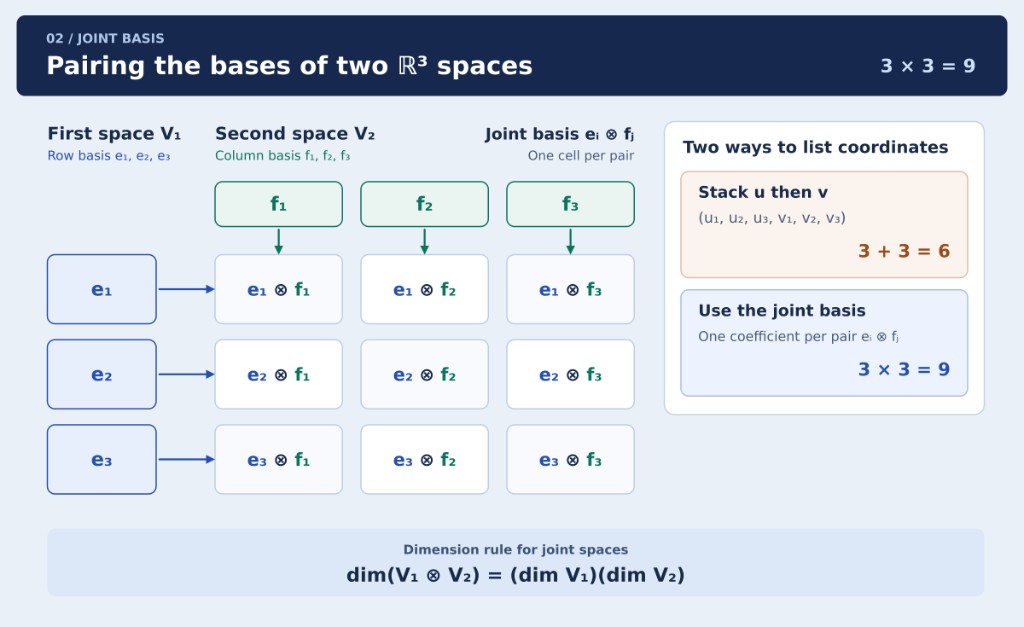 02 / JOINT BASIS
Pairing the bases of two ℝ³ spaces
3 × 3 = 9
First space V₁
Row basis e₁, e₂, e₃
Second space V₂
Column basis f₁, f₂, f₃
Joint basis eᵢ ⊗ fⱼ
One cell per pair
f₁ f₂ f₃
e₁ e₁ ⊗ f₁ e₁ ⊗ f₂ e₁ ⊗ f₃
e₂ e₂ ⊗ f₁ e₂ ⊗ f₂ e₂ ⊗ f₃
e₃ e₃ ⊗ f₁ e₃ ⊗ f₂ e₃ ⊗ f₃
Two ways to list coordinates
Stack u then v
(u₁, u₂, u₃, v₁, v₂, v₃)
3 + 3 = 6
Use the joint basis
One coefficient per pair eᵢ ⊗ fⱼ
3 × 3 = 9
Dimension rule for joint spaces
dim(V₁ ⊗ V₂) = (dim V₁)(dim V₂)